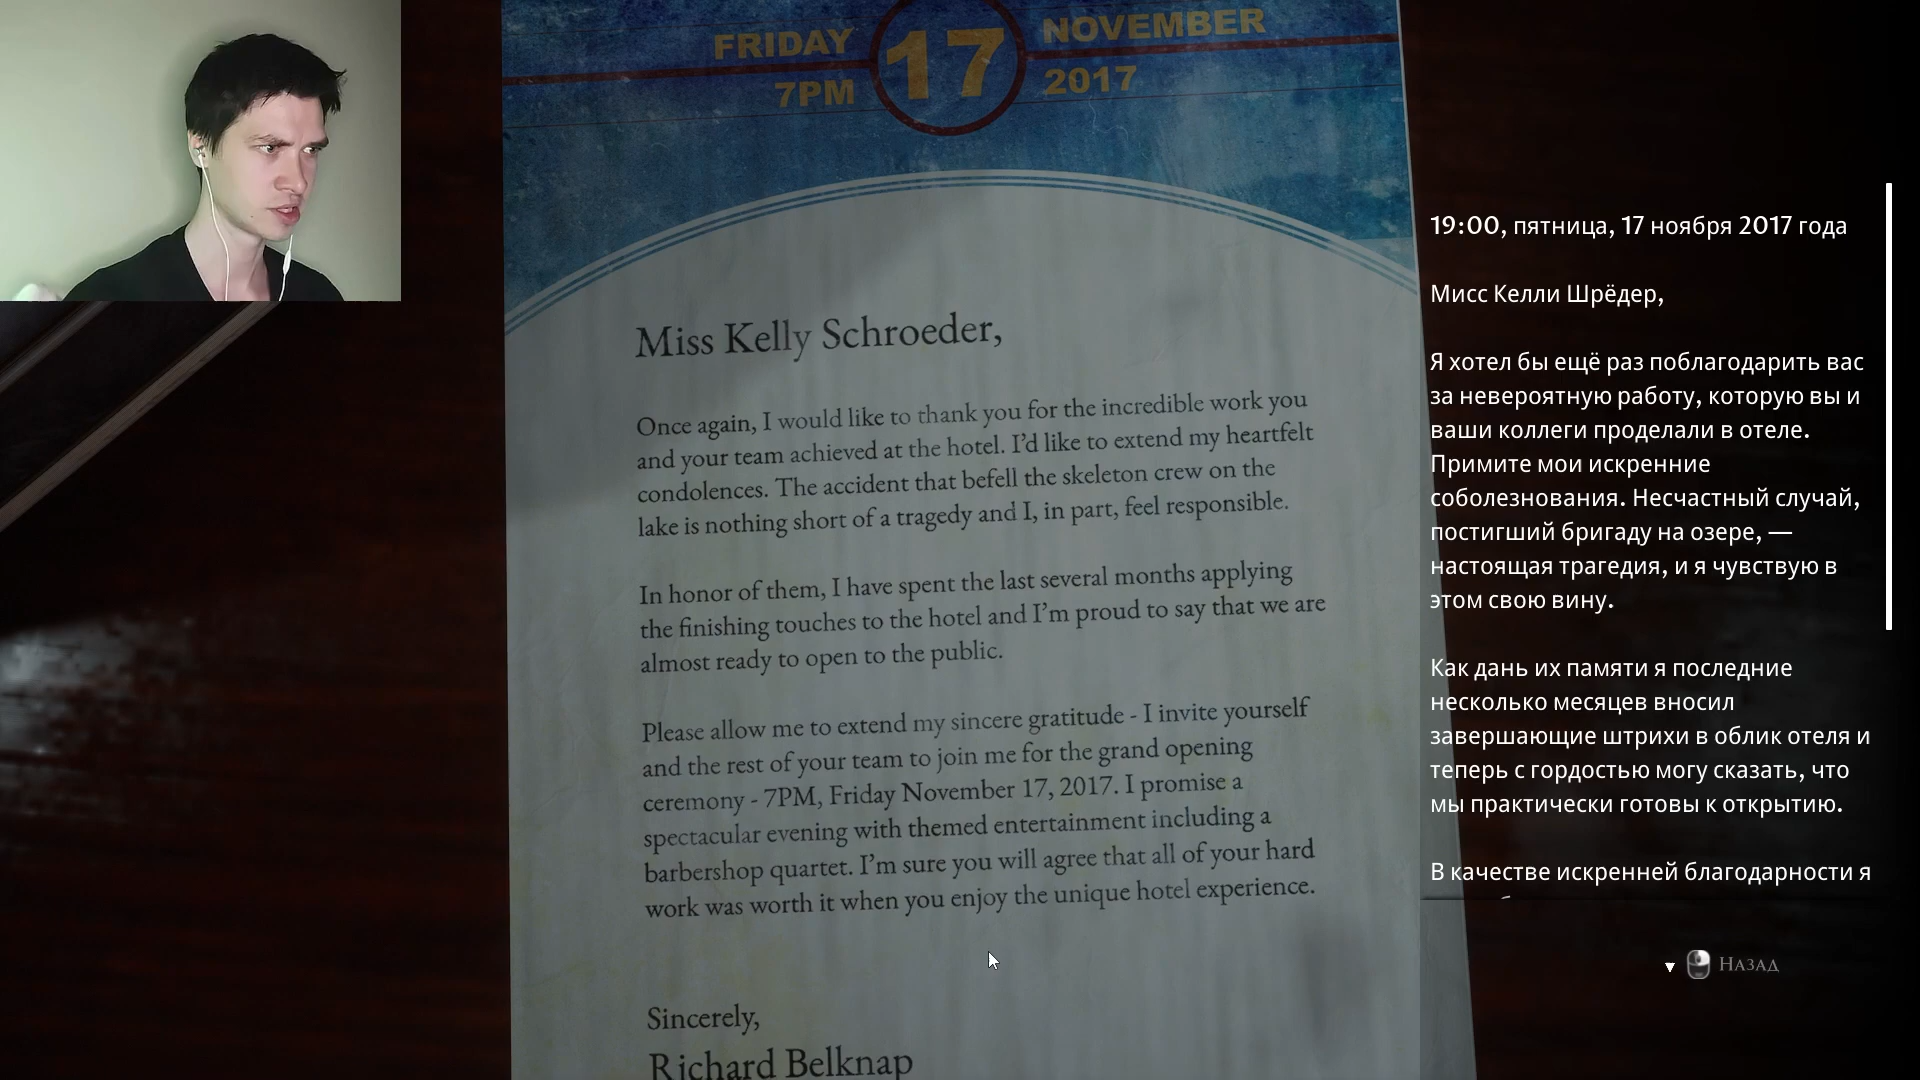 FRIDAY 17 NOVEMBER
7PM 2017
Miss Kelly Schroeder,
Once again, I would like to thank you for the incredible work you
and your team achieved at the hotel. I'd like to extend my heartfelt
condolences. The accident that befell the skeleton crew on the
lake is nothing short of a tragedy and I, in part, feel responsible.
In honor of them, I have spent the last several months applying
the finishing touches to the hotel and I'm proud to say that we are
almost ready to open to the public.
Please allow me to extend my sincere gratitude - I invite yourself
and the rest of your team to join me for the grand opening
ceremony - 7PM, Friday November 17, 2017. I promise a
spectacular evening with themed entertainment including a
barbershop quartet. I'm sure you will agree that all of your hard
work was worth it when you enjoy the unique hotel experience.
Sincerely,
Richard Belknap
19:00, пятница, 17 ноября 2017 года
Мисс Келли Шрёдер,
Я хотел бы ещё раз поблагодарить вас
за невероятную работу, которую вы и
ваши коллеги проделали в отеле.
Примите мои искренние
соболезнования. Несчастный случай,
постигший бригаду на озере, —
настоящая трагедия, и я чувствую в
этом свою вину.
Как дань их памяти я последние
несколько месяцев вносил
завершающие штрихи в облик отеля и
теперь с гордостью могу сказать, что
мы практически готовы к открытию.
В качестве искренней благодарности я
Назад